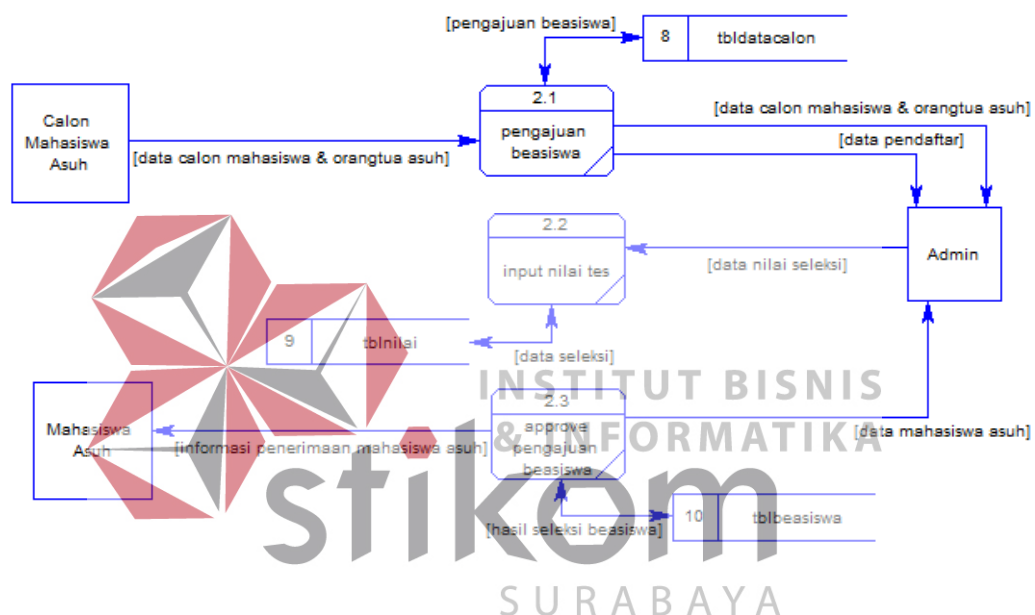 [pengajuan beasiswa]
8
tbldatacalon
2.1
pengajuan
beasiswa
Calon
Mahasiswa
Asuh
[data calon mahasiswa & orangtua asuh]
[data calon mahasiswa & orangtua asuh]
[data pendaftar]
2.2
input nilai tes
[data nilai seleksi]
Admin
9
tblnilai
[data seleksi]
INSTITUT BISNIS
& INFORMATIKA
2.3
approve
pengajuan
beasiswa
Mahasiswa
Asuh
[informasi penerimaan mahasiswa asuh]
[data mahasiswa asuh]
stikom
[hasil seleksi beasiswa]
10
tblbeasiswa
SURABAYA